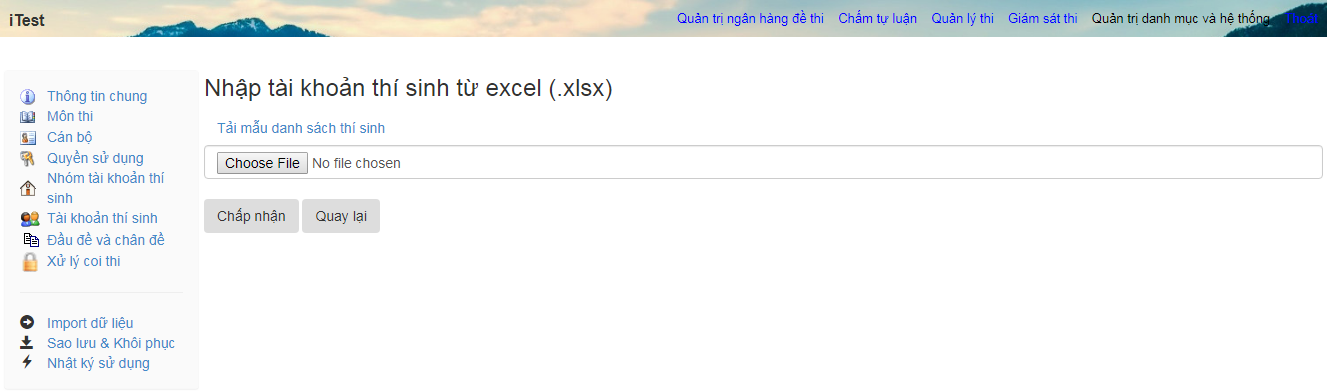 iTest
Quản trị ngân hàng đề thi Chấm tự luận Quản lý thi Giám sát thi Quản trị danh mục và hệ thống Thoát
Thông tin chung
Môn thi
Cán bộ
Quyền sử dụng
Nhóm tài khoản thí
sinh
Tài khoản thí sinh
Đầu đề và chân đề
Xử lý coi thi
Import dữ liệu
Sao lưu & Khôi phục
Nhật ký sử dụng
Nhập tài khoản thí sinh từ excel (.xlsx)
Tải mẫu danh sách thí sinh
Choose File No file chosen
Chấp nhận Quay lại